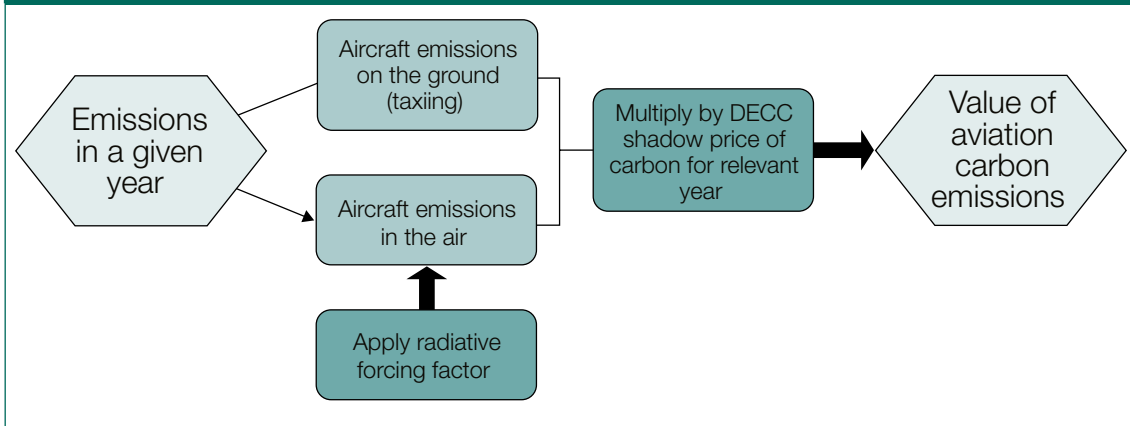 Emissions
in a given
year
Aircraft emissions
on the ground
(taxiing)
Aircraft emissions
in the air
Apply radiative
forcing factor
Multiply by DECC
shadow price of
carbon for relevant
year
Value of
aviation
carbon
emissions